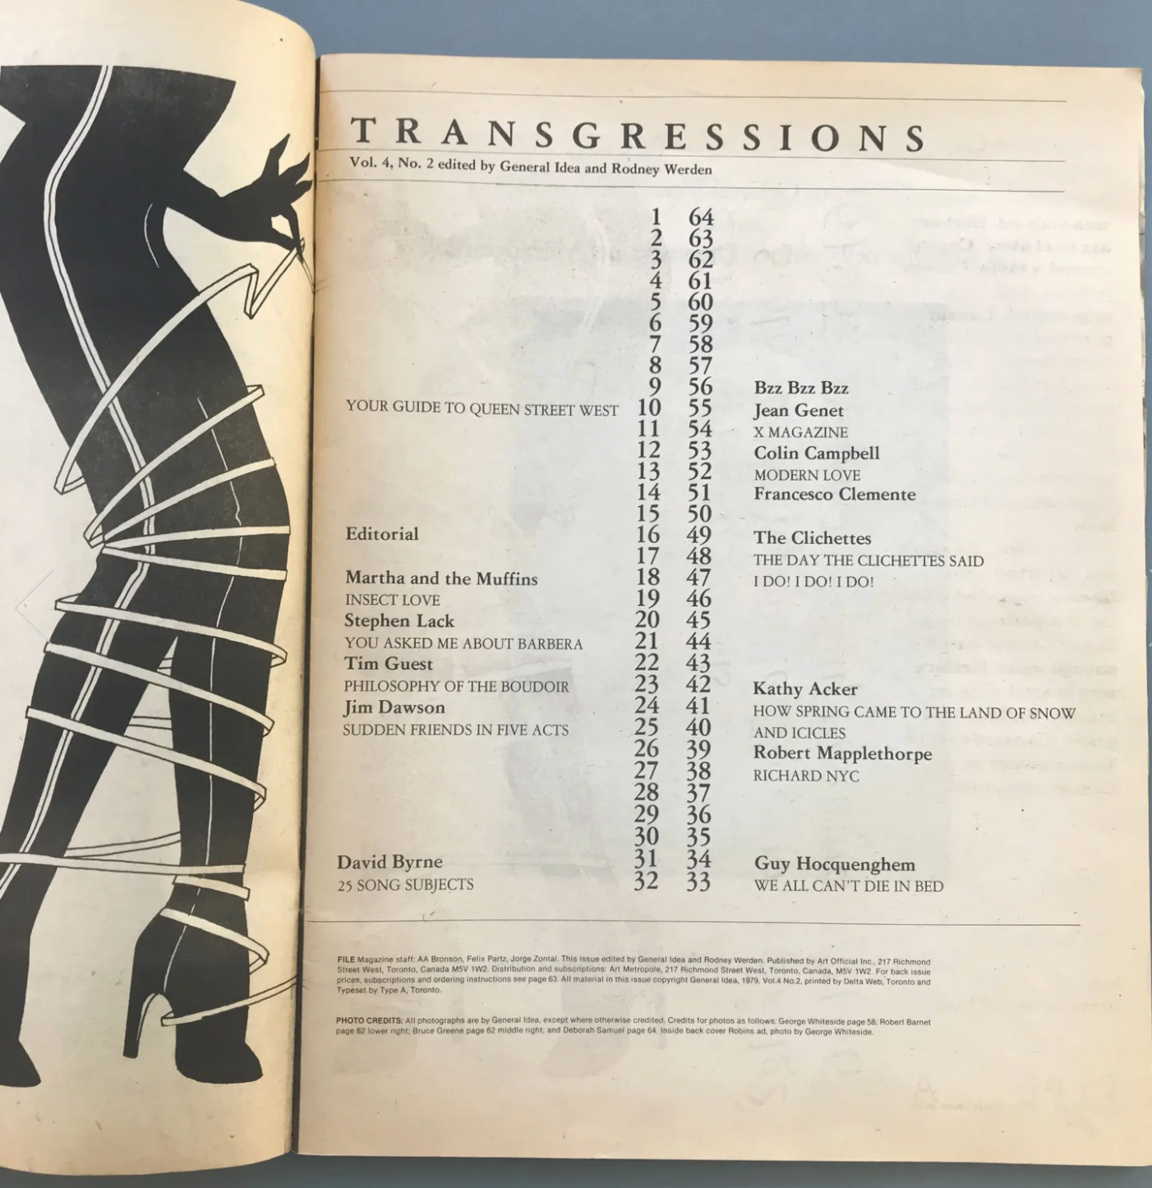 TRANSGRESSIONS
Vol. 4, No. 2 edited by General Idea and Rodney Werden
1 64
2 63
3 62
4 61
5 60
6 59
7 58
8 57
9 56 Bzz Bzz Bzz
YOUR GUIDE TO QUEEN STREET WEST 10 55 Jean Genet
11 54 X MAGAZINE
12 53 Colin Campbell
13 52 MODERN LOVE
14 51 Francesco Clemente
15 50
Editorial 16 49 The Clichettes
17 48 THE DAY THE CLICHETTES SAID
Martha and the Muffins 18 47 I DO! I DO! I DO!
INSECT LOVE 19 46
Stephen Lack 20 45
YOU ASKED ME ABOUT BARBERA 21 44
Tim Guest 22 43
PHILOSOPHY OF THE BOUDOIR 23 42 Kathy Acker
Jim Dawson 24 41 HOW SPRING CAME TO THE LAND OF SNOW
SUDDEN FRIENDS IN FIVE ACTS 25 40 AND ICICLES
26 39 Robert Mapplethorpe
27 38 RICHARD NYC
28 37
29 36
30 35
David Byrne 31 34 Guy Hocquenghem
25 SONG SUBJECTS 32 33 WE ALL CAN'T DIE IN BED
FILE Magazine staff: AA Bronson, Felix Partz, Jorge Zontal. This issue edited by General Idea and Rodney Werden. Published by Art Official Inc., 217 Richmond
Street West, Toronto, Canada M5V 1W2. Distribution and subscriptions: Art Metropole, 217 Richmond Street West, Toronto, Canada, M5V 1W2. For back issue
prices, subscriptions and ordering instructions see page 63. All material in this issue copyright General Idea, 1979. Vol.4 No.2, printed by Delta Web, Toronto and
Typeset by Type A, Toronto.
PHOTO CREDITS: All photographs are by General Idea, except where otherwise credited. Credits for photos as follows: George Whiteside page 58; Robert Barnet
page 62 lower right; Bruce Greene page 62 middle right; and Deborah Samuel page 64. Inside back cover Robins ad, photo by George Whiteside.